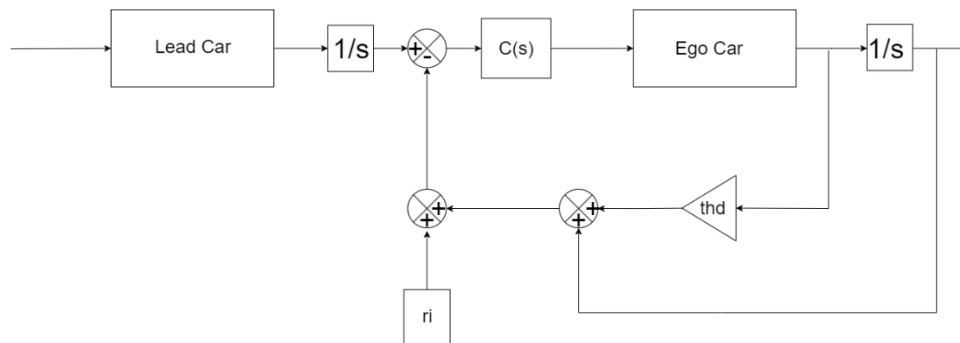 Lead Car
1/s
+
-
C(s)
Ego Car
1/s
thd
+
+
+
+
ri